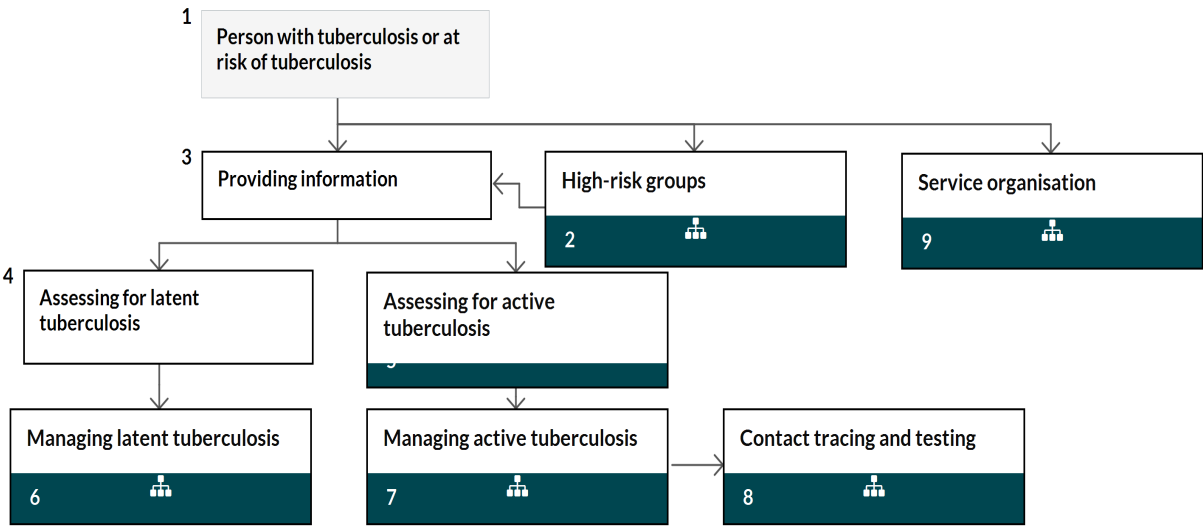 1
Person with tuberculosis or at
risk of tuberculosis
3
Providing information
High-risk groups
2
Service organisation
9
4
Assessing for latent
tuberculosis
Assessing for active
tuberculosis
Managing latent tuberculosis
6
Managing active tuberculosis
7
Contact tracing and testing
8